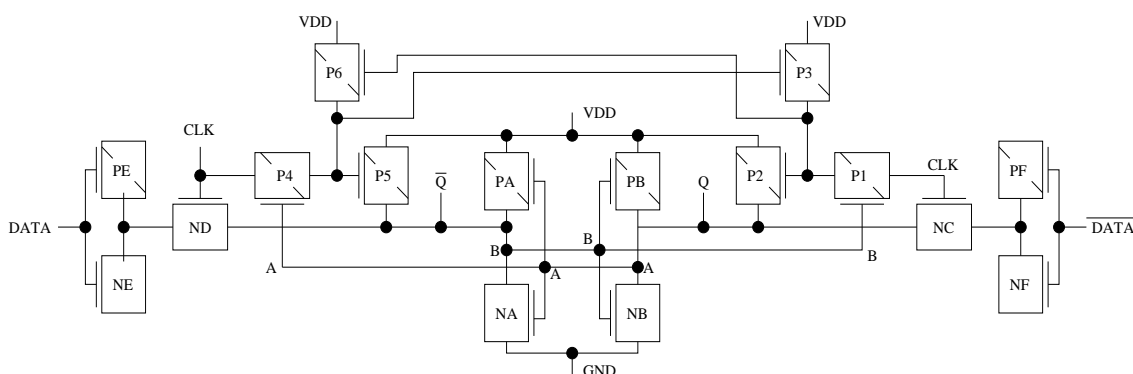 VDD
VDD
P6
P3
VDD
CLK
PE
P4
P5
Q̅
PA
PB
Q
P2
P1
CLK
PF
DATA
ND
NC
D̅A̅T̅A̅
B
B
B
A
A
A
NE
NA
NB
NF
GND